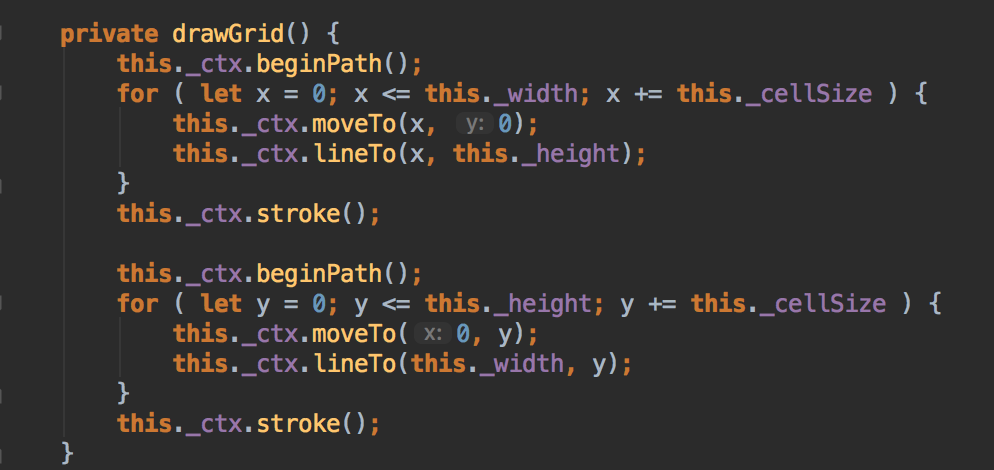 private drawGrid() {
    this._ctx.beginPath();
    for ( let x = 0; x <= this._width; x += this._cellSize ) {
        this._ctx.moveTo(x, y: 0);
        this._ctx.lineTo(x, this._height);
    }
    this._ctx.stroke();

    this._ctx.beginPath();
    for ( let y = 0; y <= this._height; y += this._cellSize ) {
        this._ctx.moveTo( x: 0, y);
        this._ctx.lineTo(this._width, y);
    }
    this._ctx.stroke();
}